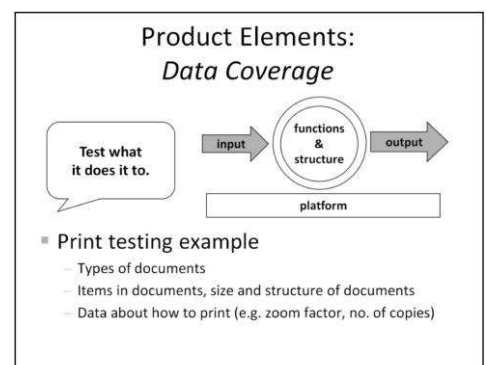 Product Elements:
Data Coverage
Test what
it does it to.
input
functions
&
structure
output
platform
Print testing example
– Types of documents
– Items in documents, size and structure of documents
– Data about how to print (e.g. zoom factor, no. of copies)